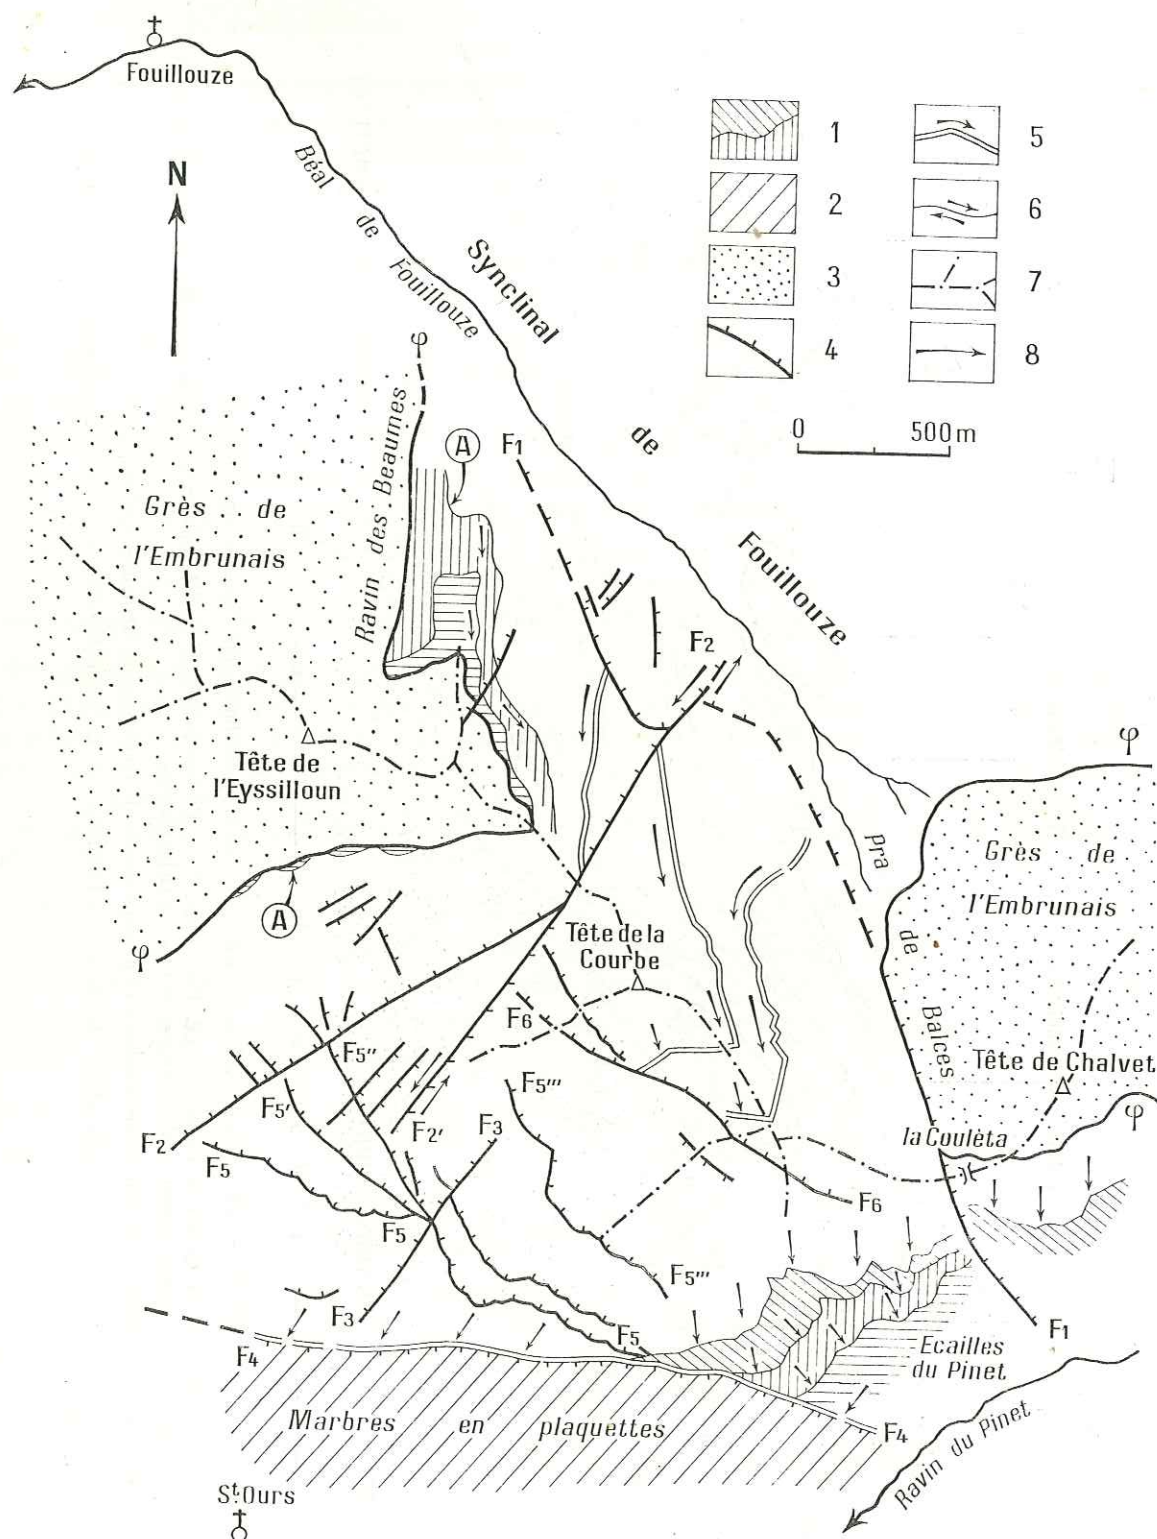 Fouillouze
N
Béal
de
Fouillouze
Synclinal
de
Fouillouze
1
2
3
4
5
6
7
8
0 500m
φ
Ravin des Beaumes
A
F1
Grès de
l'Embrunais
F2
Tête de
l'Eyssilloun
φ
Pra
de
Balces
Grès de
l'Embrunais
A
φ
Tête de la
Courbe
F6
Tête de Chalvet
φ
F5"
F5'
F5"'
F2'
F3
F2
F5
la Coulèta
F5
F6
F5"'
F3
F5
F4
F1
Ecailles
du Pinet
Marbres en plaquettes
F4
Ravin du Pinet
St.Ours